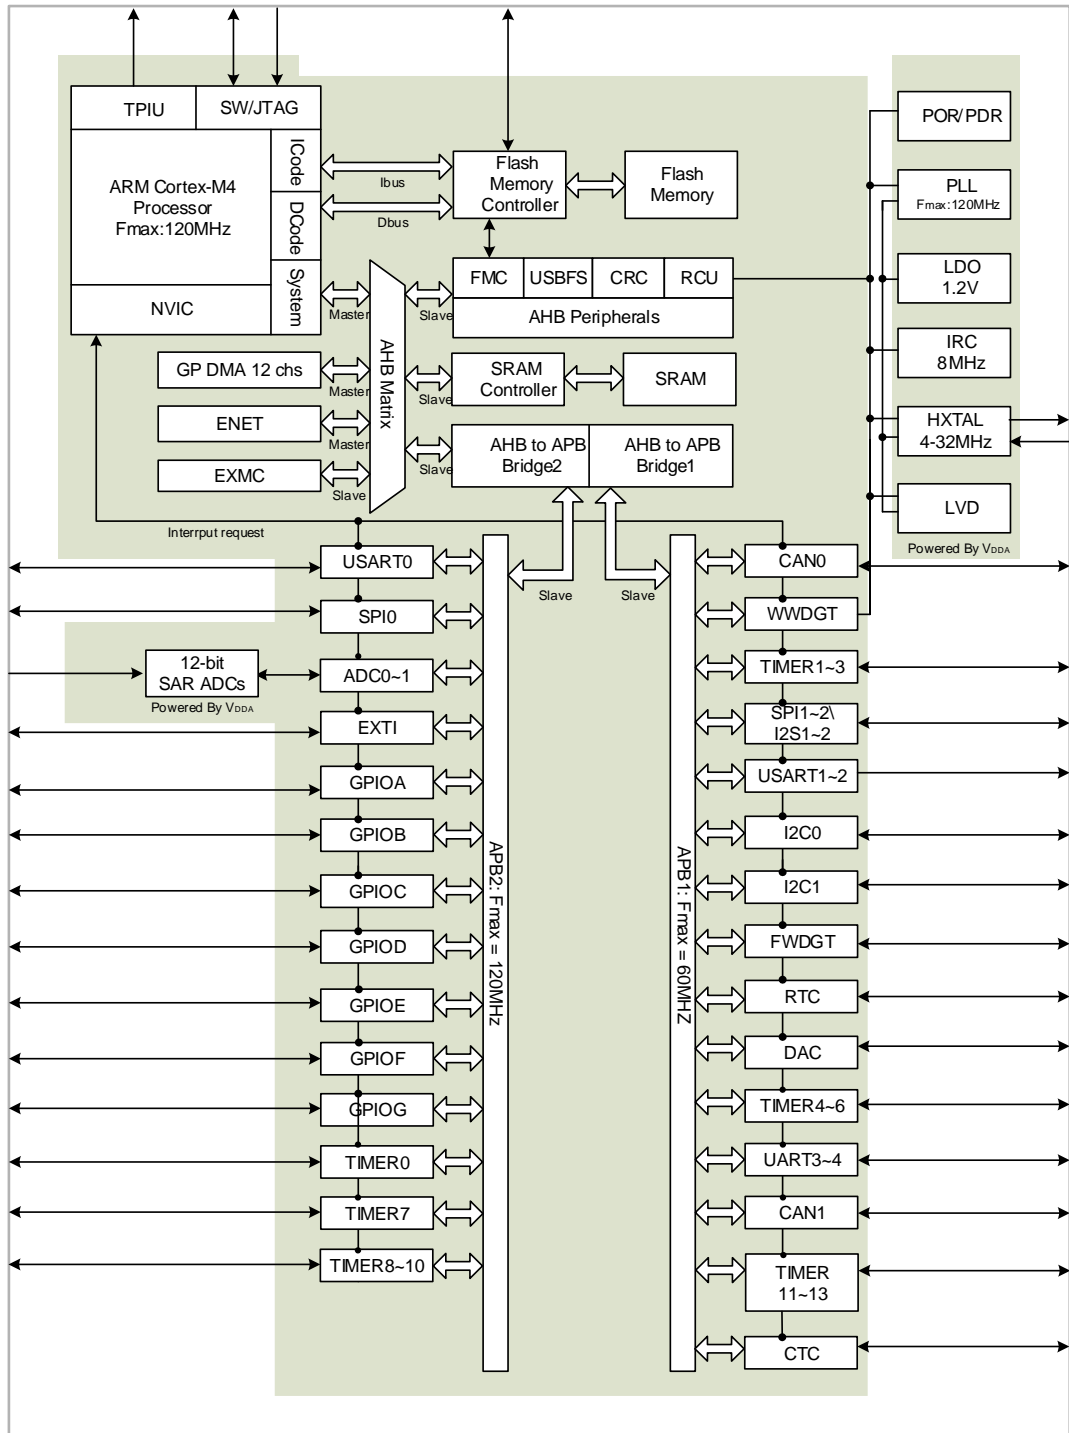 TPIU
SW/JTAG
ARM Cortex-M4
Processor
Fmax:120MHz
ICode
DCode
System
NVIC
Ibus
Dbus
Flash
Memory
Controller
Flash
Memory
FMC
USBFS
CRC
RCU
AHB Peripherals
Master
Slave
AHB Matrix
GP DMA 12 chs
Master
Slave
SRAM
Controller
SRAM
ENET
Master
Slave
AHB to APB
Bridge2
AHB to APB
Bridge1
EXMC
Slave
Interrput request
POR/PDR
PLL
Fmax:120MHz
LDO
1.2V
IRC
8MHz
HXTAL
4-32MHz
LVD
Powered By VDDA
Slave
Slave
USART0
SPI0
12-bit
SAR ADCs
Powered By VDDA
ADC0~1
EXTI
GPIOA
GPIOB
GPIOC
GPIOD
GPIOE
GPIOF
GPIOG
TIMER0
TIMER7
TIMER8~10
APB2: Fmax = 120MHz
APB1: Fmax = 60MHZ
CAN0
WWDGT
TIMER1~3
SPI1~2\
I2S1~2
USART1~2
I2C0
I2C1
FWDGT
RTC
DAC
TIMER4~6
UART3~4
CAN1
TIMER
11~13
CTC